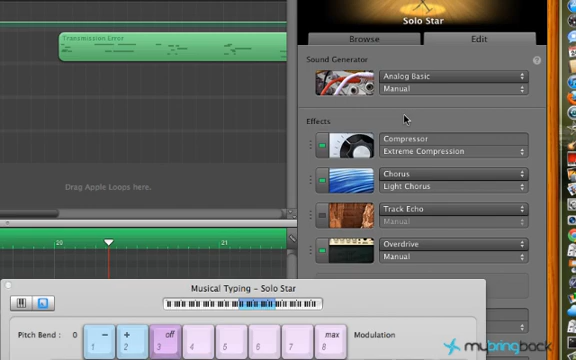 Solo Star
Browse
Edit
Transmission Error
Sound Generator
?
Analog Basic
Manual
Effects
Compressor
Extreme Compression
Chorus
Light Chorus
Drag Apple Loops here.
Track Echo
Manual
Overdrive
Manual
20
21
Musical Typing – Solo Star
Pitch Bend : 0
–
1
+
2
off
3
4
5
6
7
max
8
Modulation
mybringback